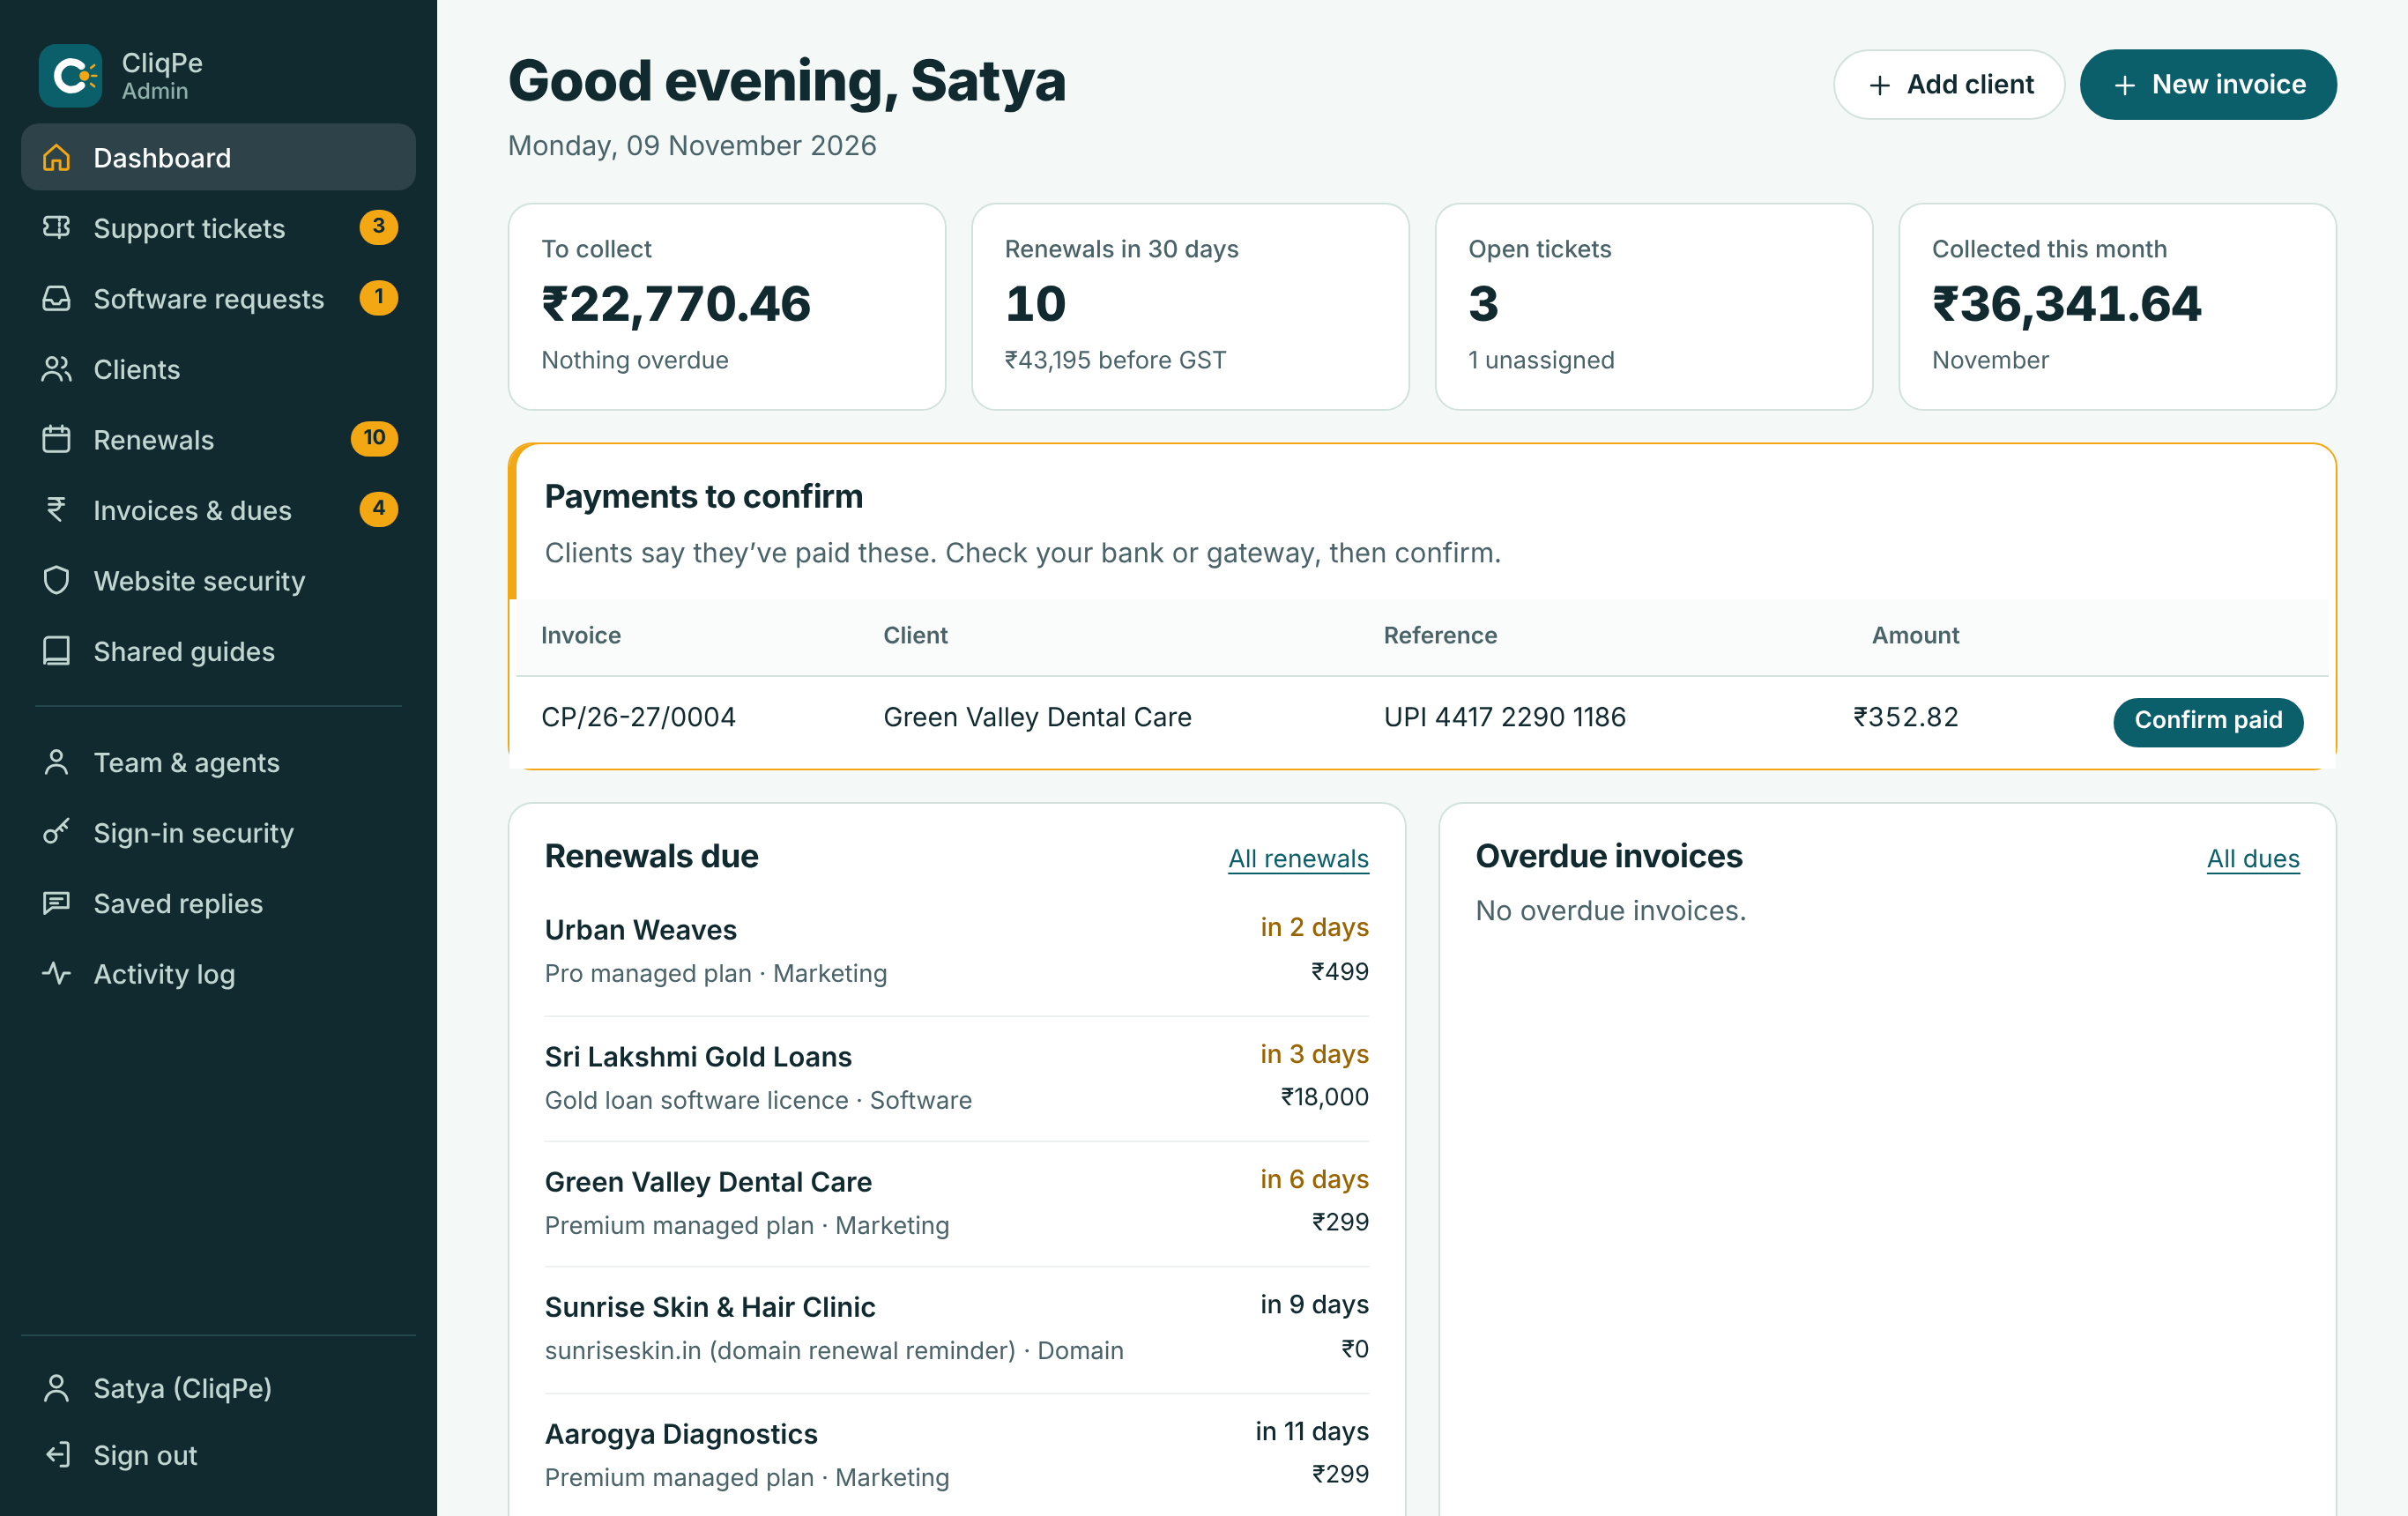 CliqPe
Admin
Dashboard
Support tickets 3
Software requests 1
Clients
Renewals 10
Invoices & dues 4
Website security
Shared guides
Team & agents
Sign-in security
Saved replies
Activity log
Satya (CliqPe)
Sign out
Good evening, Satya
Monday, 09 November 2026
+ Add client
+ New invoice
To collect
₹22,770.46
Nothing overdue
Renewals in 30 days
10
₹43,195 before GST
Open tickets
3
1 unassigned
Collected this month
₹36,341.64
November
Payments to confirm
Clients say they’ve paid these. Check your bank or gateway, then confirm.
Invoice Client Reference Amount
CP/26-27/0004 Green Valley Dental Care UPI 4417 2290 1186 ₹352.82 Confirm paid
Renewals due All renewals
Urban Weaves in 2 days
Pro managed plan · Marketing ₹499
Sri Lakshmi Gold Loans in 3 days
Gold loan software licence · Software ₹18,000
Green Valley Dental Care in 6 days
Premium managed plan · Marketing ₹299
Sunrise Skin & Hair Clinic in 9 days
sunriseskin.in (domain renewal reminder) · Domain ₹0
Aarogya Diagnostics in 11 days
Premium managed plan · Marketing ₹299
Overdue invoices All dues
No overdue invoices.